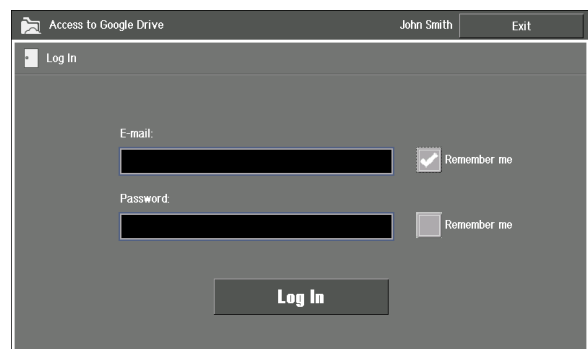 Access to Google Drive John Smith Exit
Log In
E-mail:
Remember me
Password:
Remember me
Log In